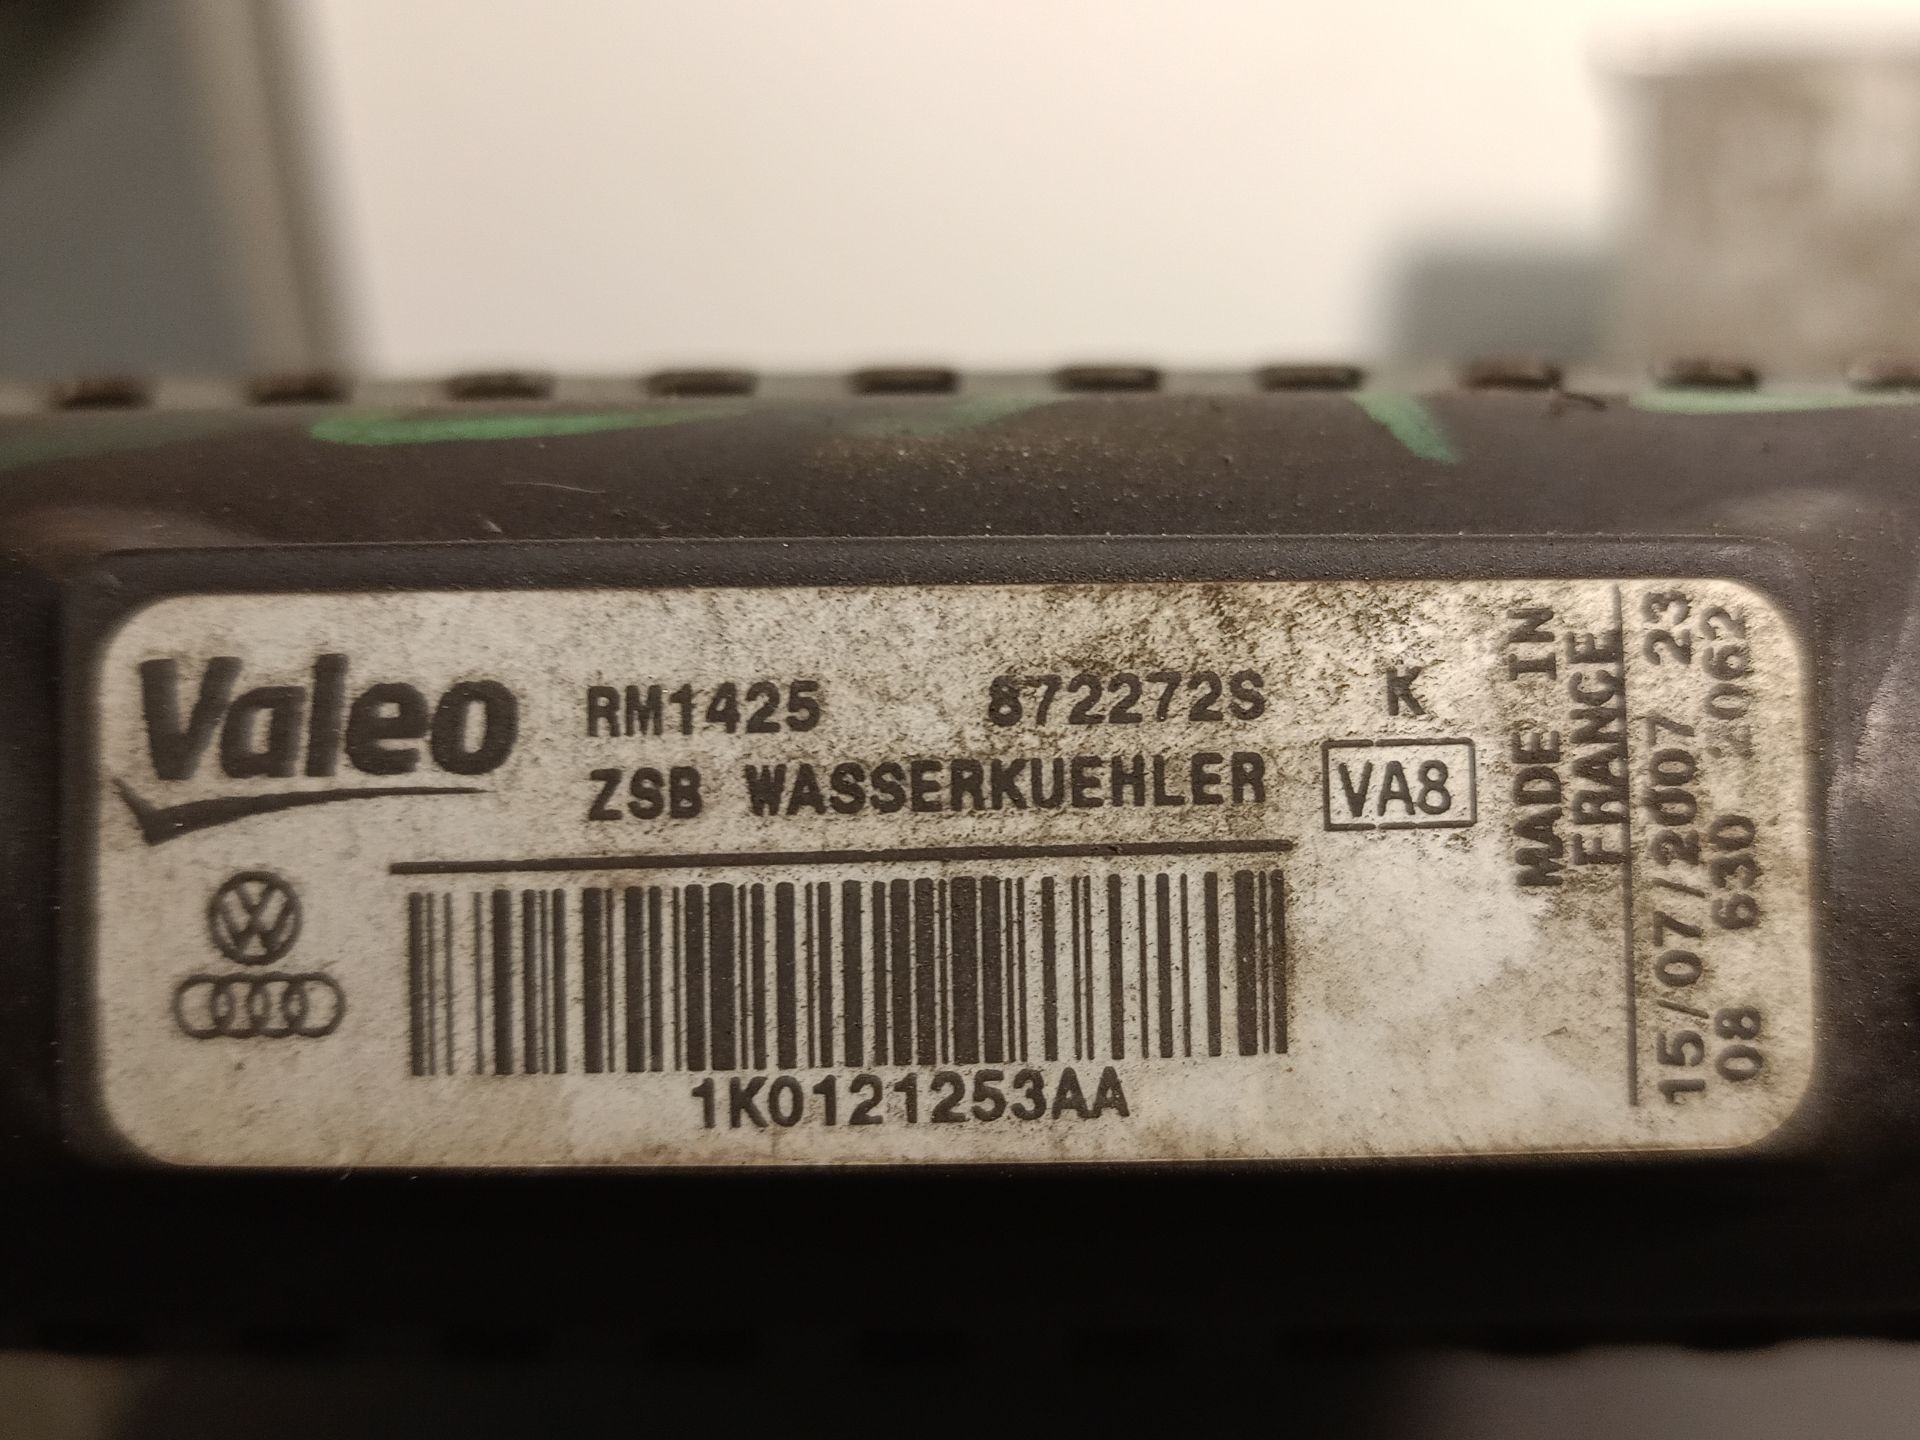 Valeo
RM1425 872272S K
ZSB WASSERKUEHLER VA8
1K0121253AA
MADE IN
FRANCE
15/07/2007 23
08 630 2062